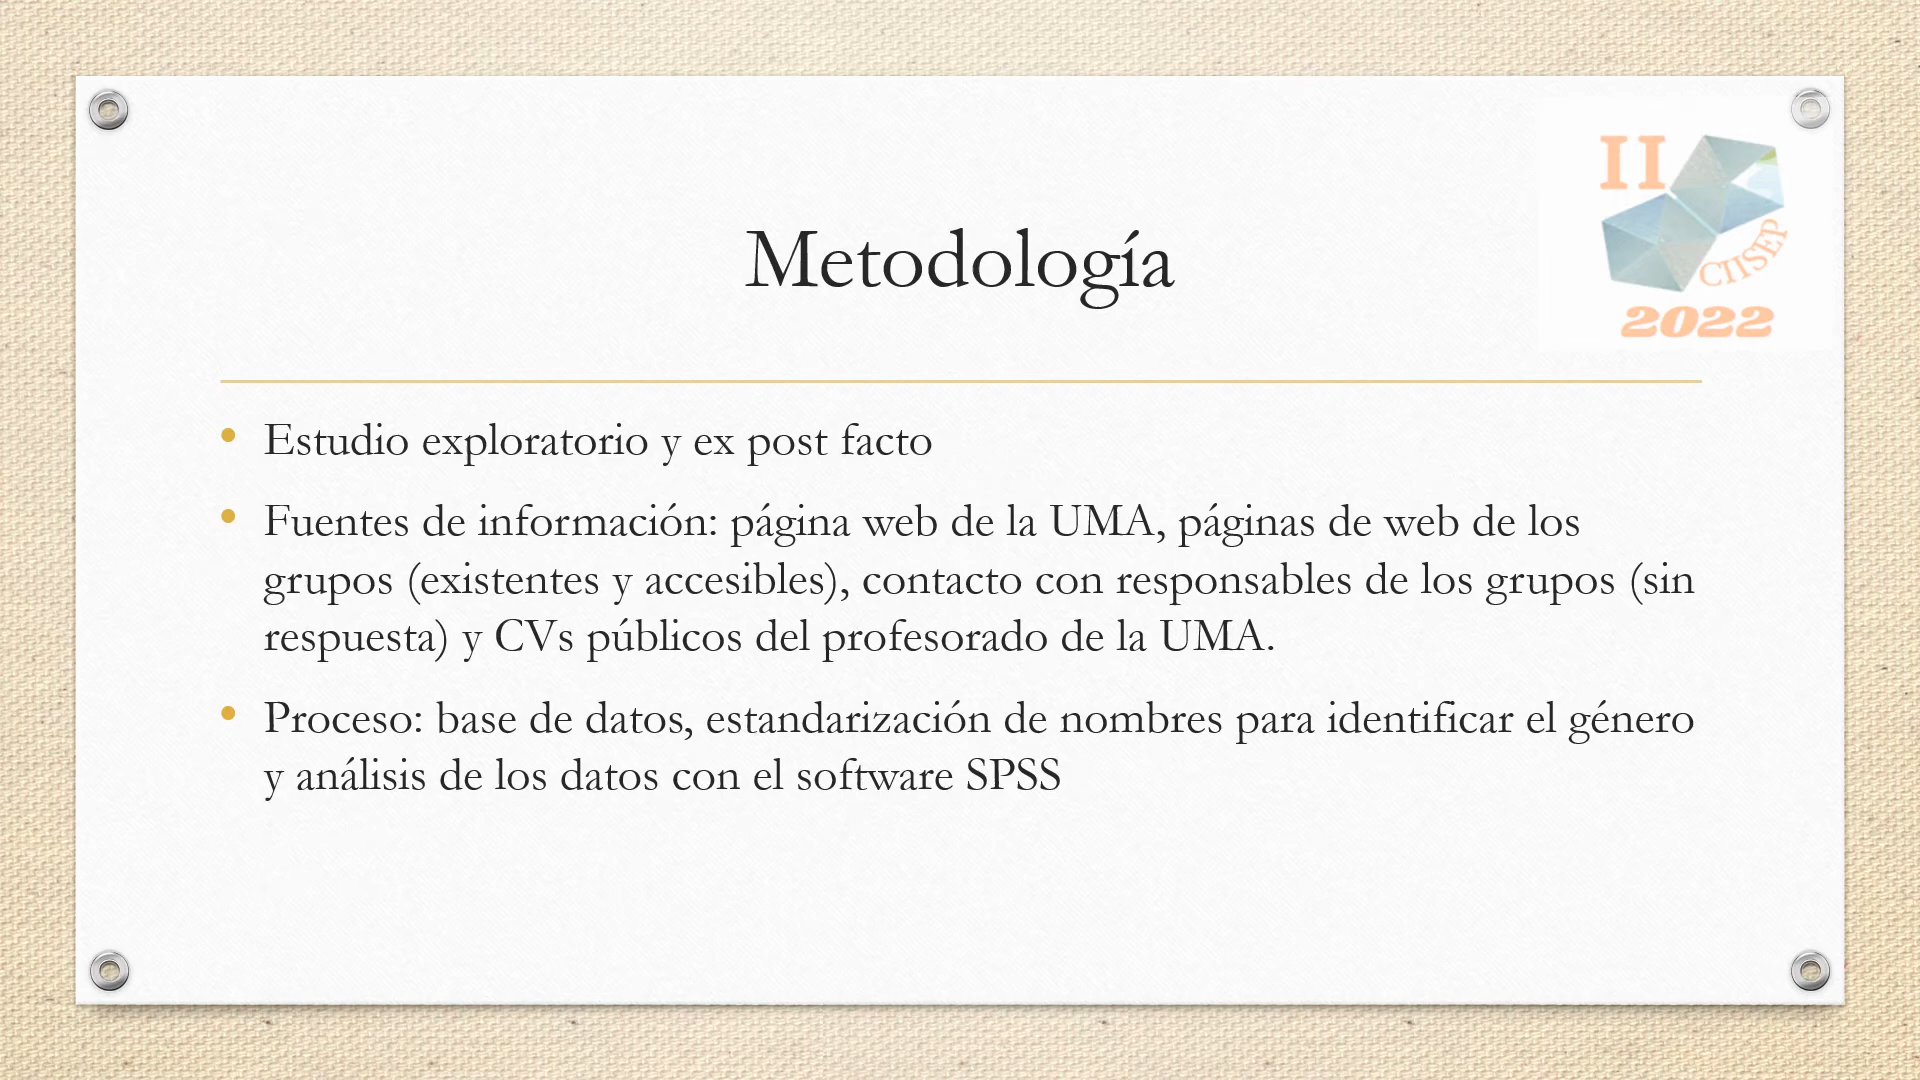 II
CIISEP
2022
Metodología
Estudio exploratorio y ex post facto
Fuentes de información: página web de la UMA, páginas de web de los
grupos (existentes y accesibles), contacto con responsables de los grupos (sin
respuesta) y CVs públicos del profesorado de la UMA.
Proceso: base de datos, estandarización de nombres para identificar el género
y análisis de los datos con el software SPSS